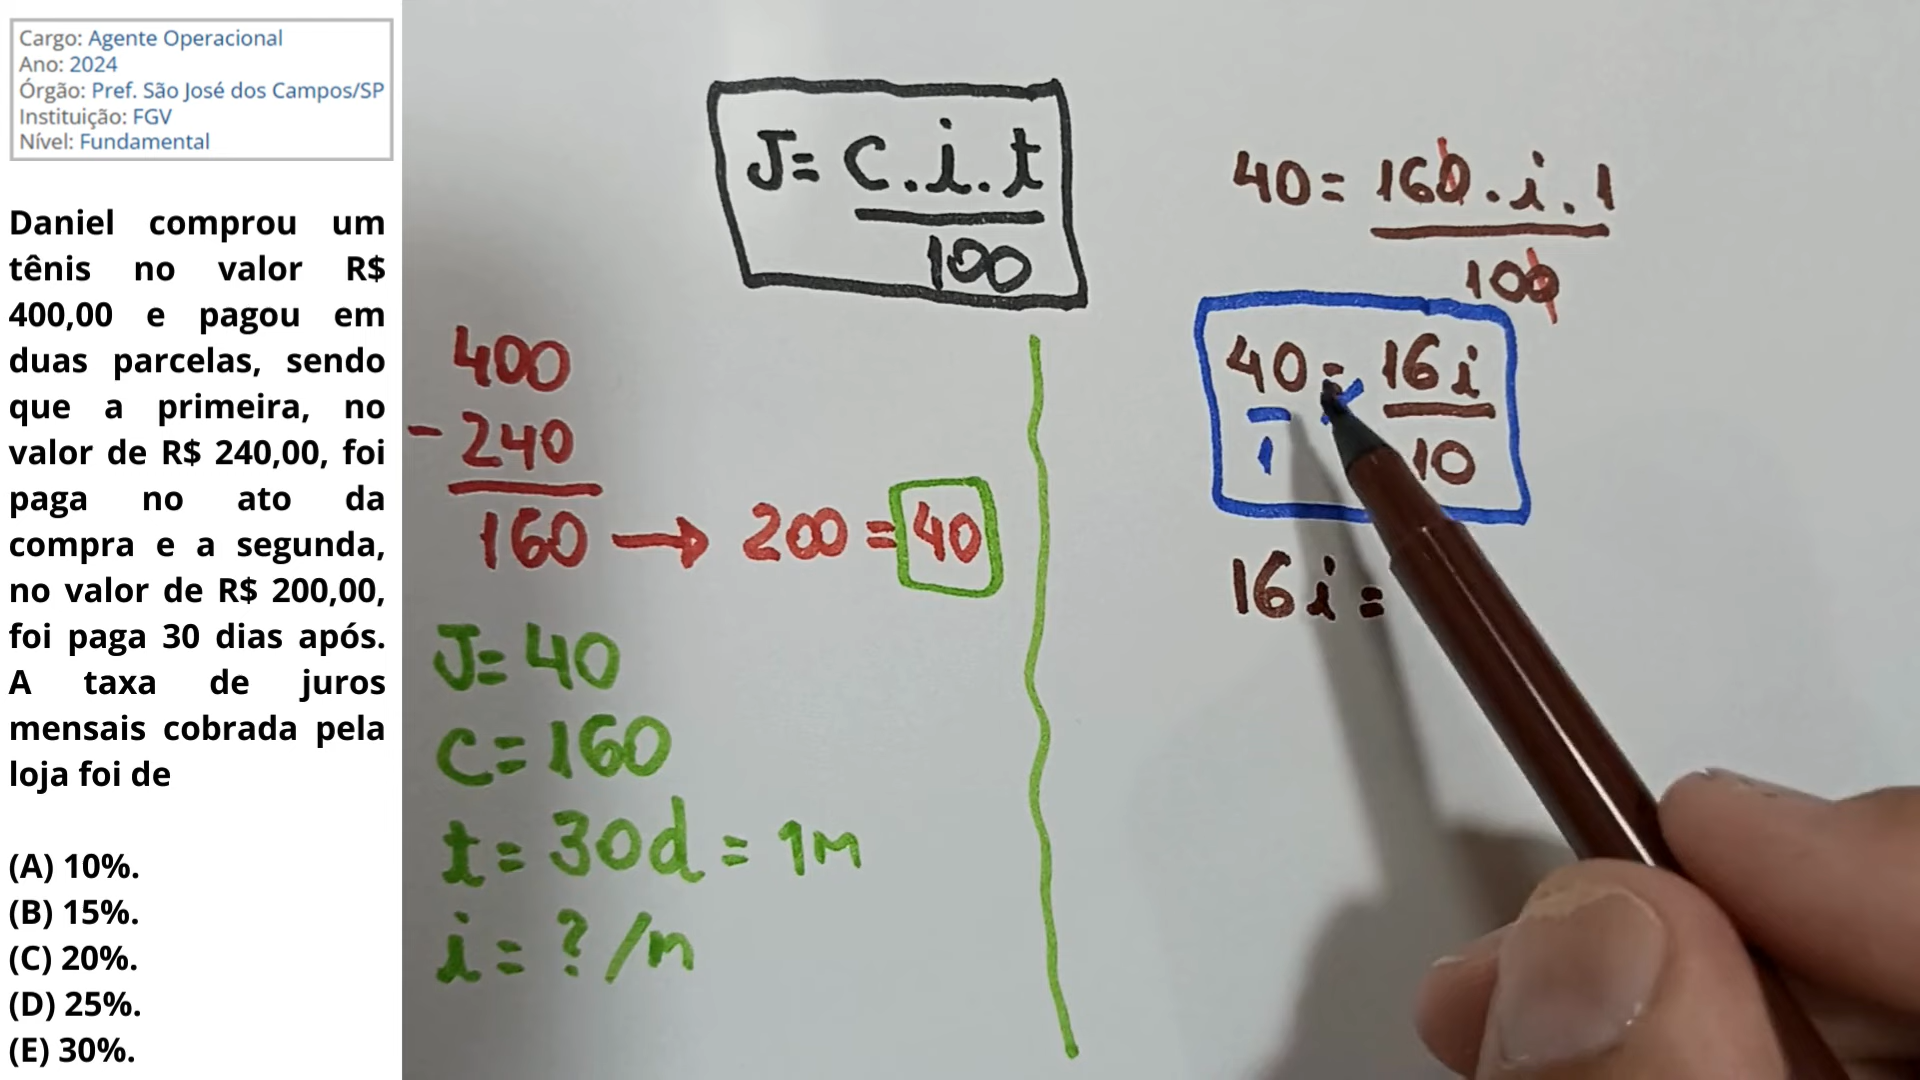 Cargo: Agente Operacional
Ano: 2024
Órgão: Pref. São José dos Campos/SP
Instituição: FGV
Nível: Fundamental
Daniel comprou um
tênis no valor R$
400,00 e pagou em
duas parcelas, sendo
que a primeira, no
valor de R$ 240,00, foi
paga no ato da
compra e a segunda,
no valor de R$ 200,00,
foi paga 30 dias após.
A taxa de juros
mensais cobrada pela
loja foi de
(A) 10%.
(B) 15%.
(C) 20%.
(D) 25%.
(E) 30%.
J= C.i.t
100
400
- 240
160 → 200 = 40
J= 40
C= 160
t= 30d = 1m
i= ?/m
40= 160.i.1
100
40 = 16i
1 10
16i=